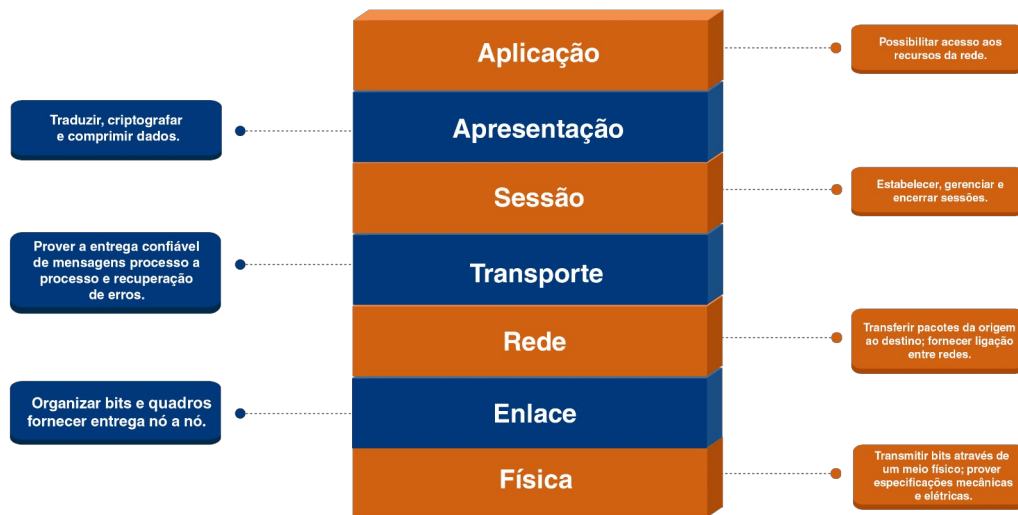 Aplicação
Possibilitar acesso aos
recursos da rede.
Traduzir, criptografar
e comprimir dados.
Apresentação
Sessão
Estabelecer, gerenciar e
encerrar sessões.
Prover a entrega confiável
de mensagens processo a
processo e recuperação
de erros.
Transporte
Rede
Transferir pacotes da origem
ao destino; fornecer ligação
entre redes.
Organizar bits e quadros
fornecer entrega nó a nó.
Enlace
Física
Transmitir bits através de
um meio físico; prover
especificações mecânicas
e elétricas.